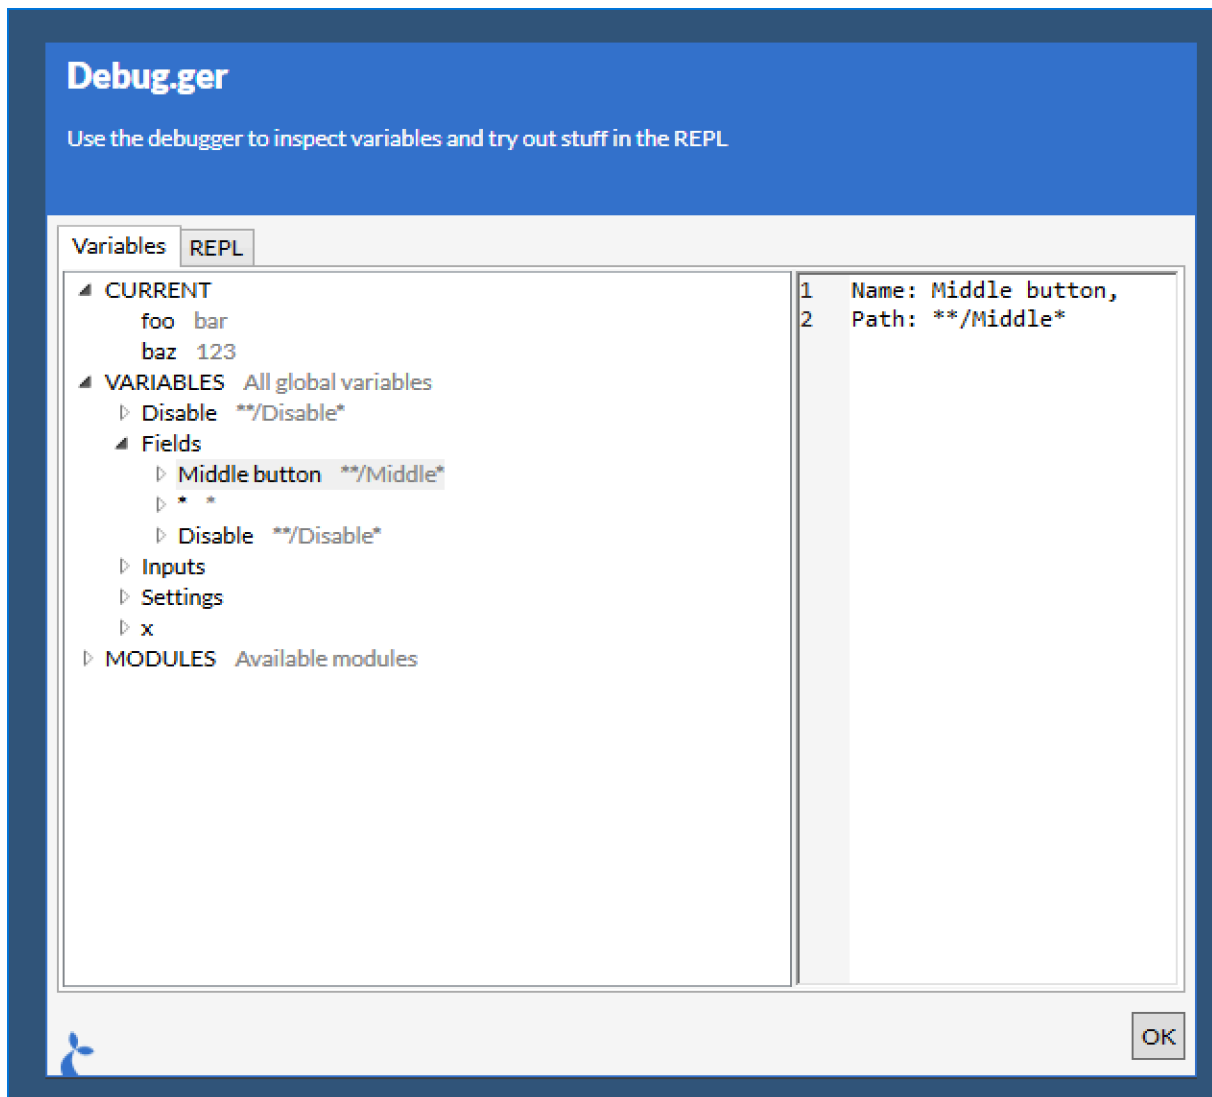 Debug.ger
Use the debugger to inspect variables and try out stuff in the REPL
Variables REPL
CURRENT
foo bar
baz 123
VARIABLES All global variables
Disable **/Disable*
Fields
Middle button **/Middle*
* *
Disable **/Disable*
Inputs
Settings
x
MODULES Available modules
1 Name: Middle button,
2 Path: **/Middle*
OK